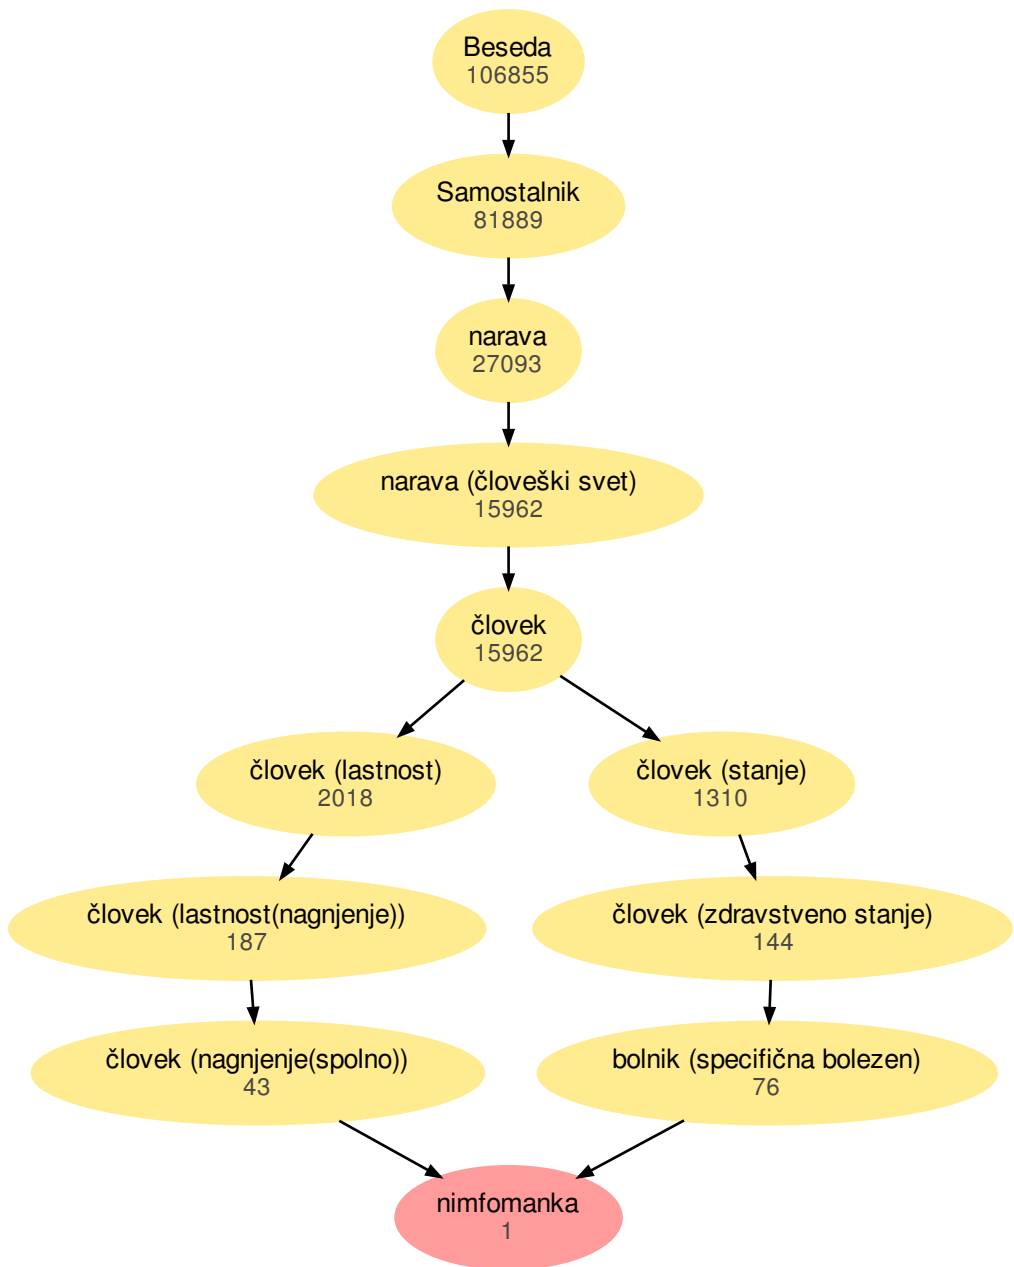 Beseda
106855
Samostalnik
81889
narava
27093
narava (človeški svet)
15962
človek
15962
človek (lastnost)
2018
človek (stanje)
1310
človek (lastnost(nagnjenje))
187
človek (zdravstveno stanje)
144
človek (nagnjenje(spolno))
43
bolnik (specifična bolezen)
76
nimfomanka
1